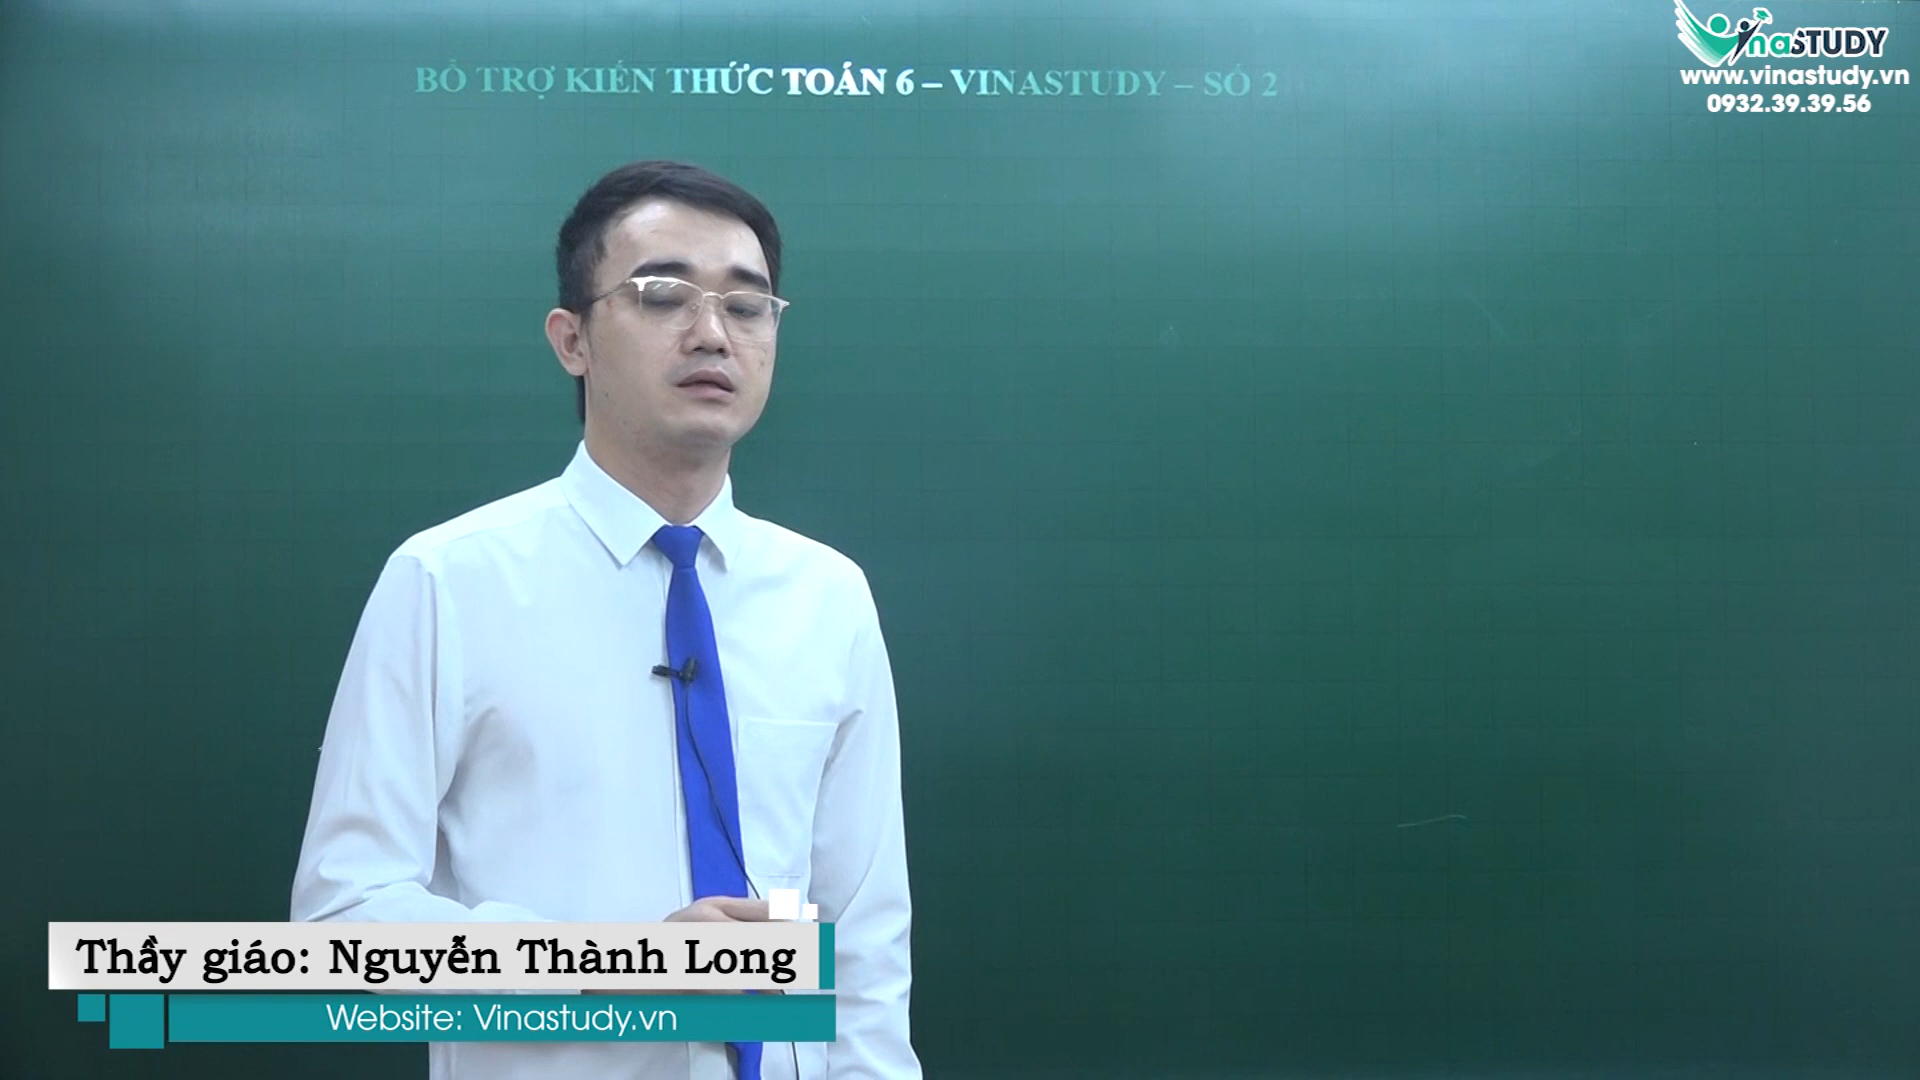 BỔ TRỢ KIẾN THỨC TOÁN 6 – VINASTUDY – SỐ 2
VinaSTUDY
www.vinastudy.vn
0932.39.39.56
Thầy giáo: Nguyễn Thành Long
Website: Vinastudy.vn